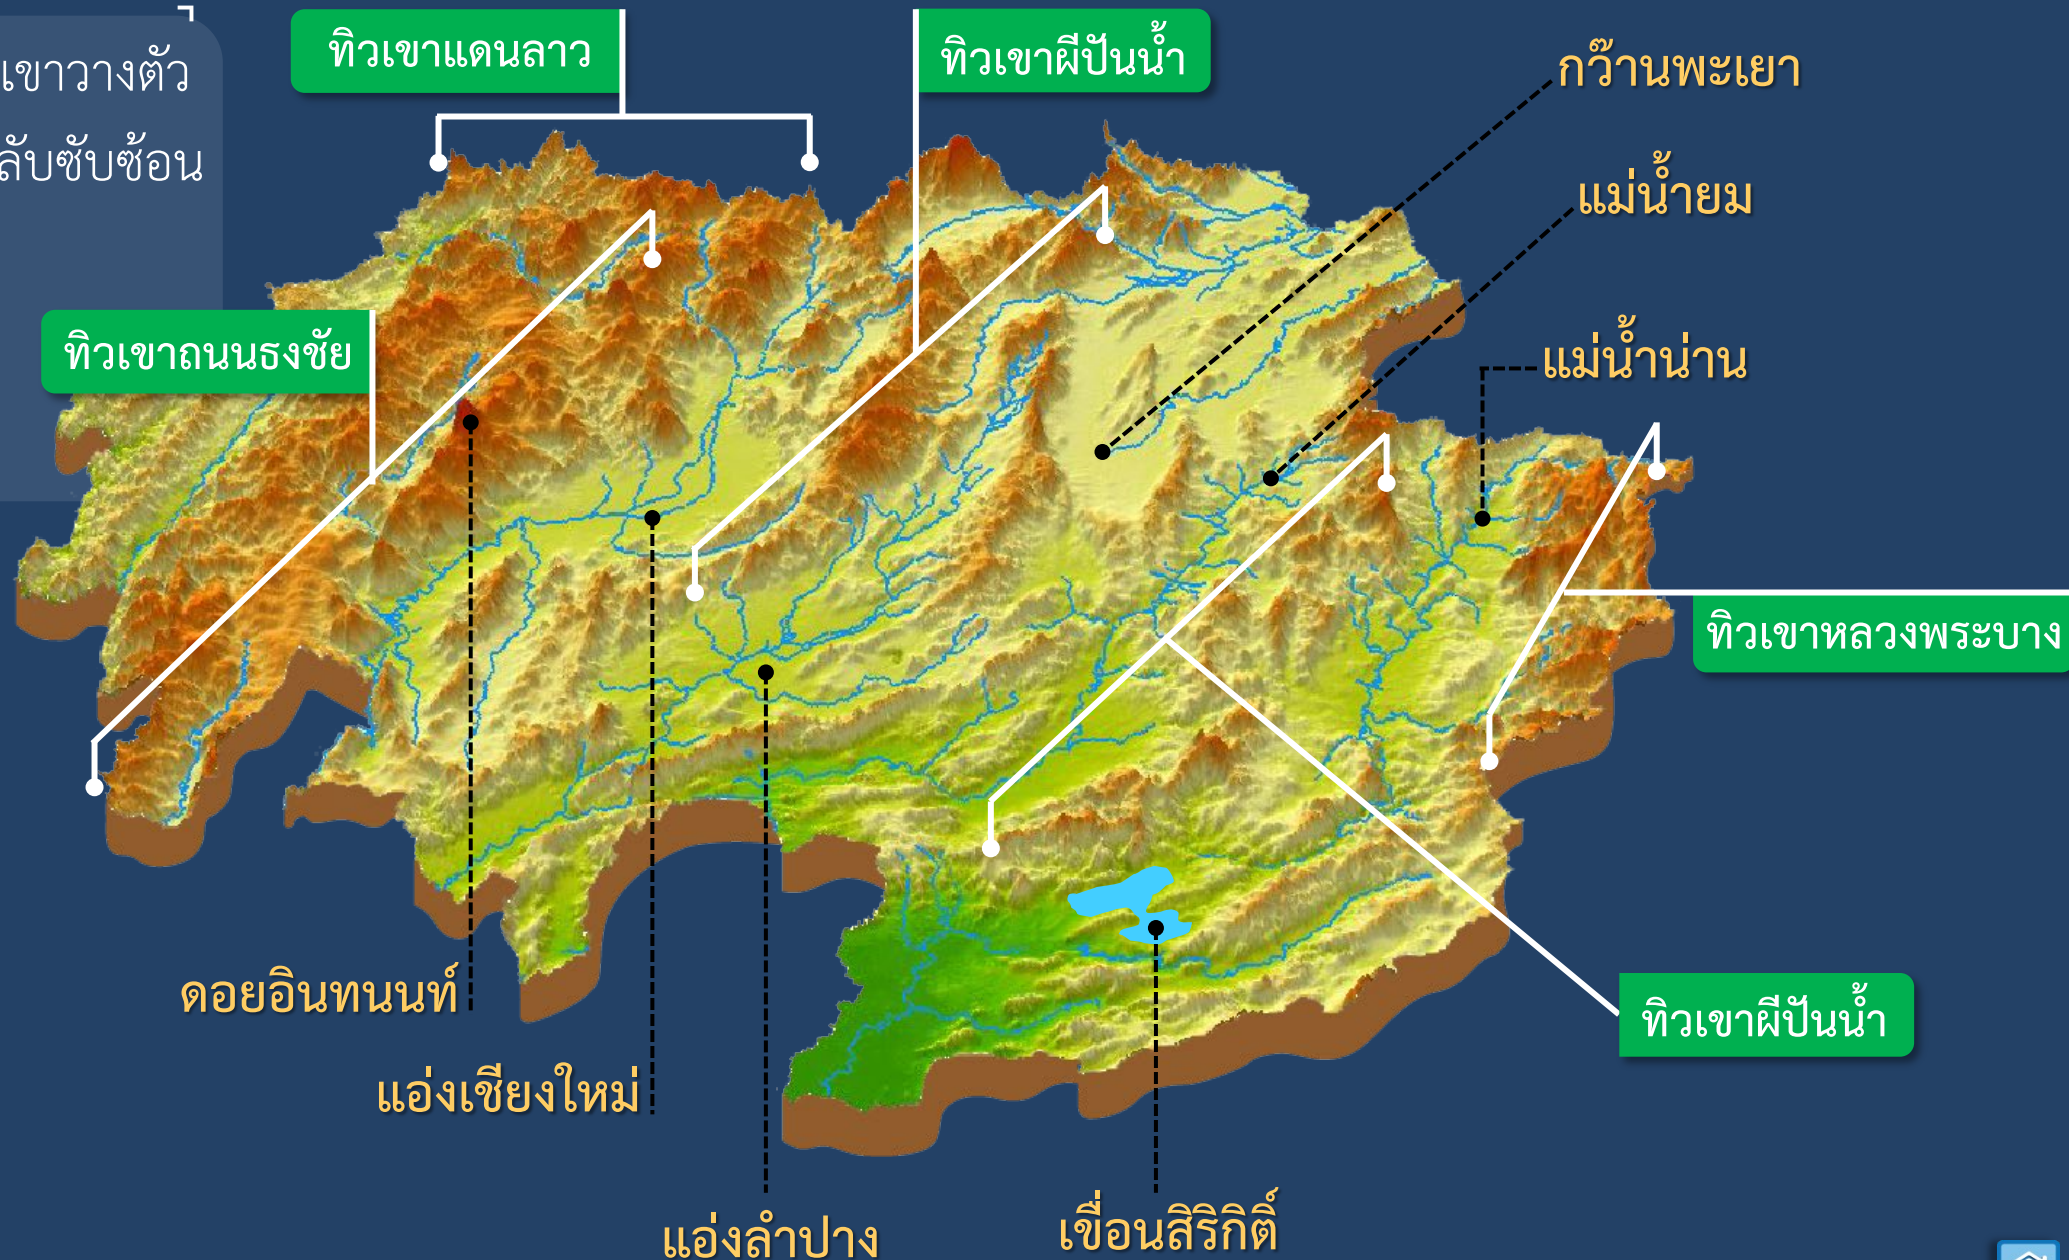 ทิวเขาแดนลาว
ทิวเขาผีปันน้ำ
กว๊านพะเยา
เขาวางตัว
ลับซับซ้อน
แม่น้ำยม
ทิวเขาถนนธงชัย
แม่น้ำน่าน
ทิวเขาหลวงพระบาง
ดอยอินทนนท์
ทิวเขาผีปันน้ำ
แอ่งเชียงใหม่
แอ่งลำปาง
เขื่อนสิริกิติ์